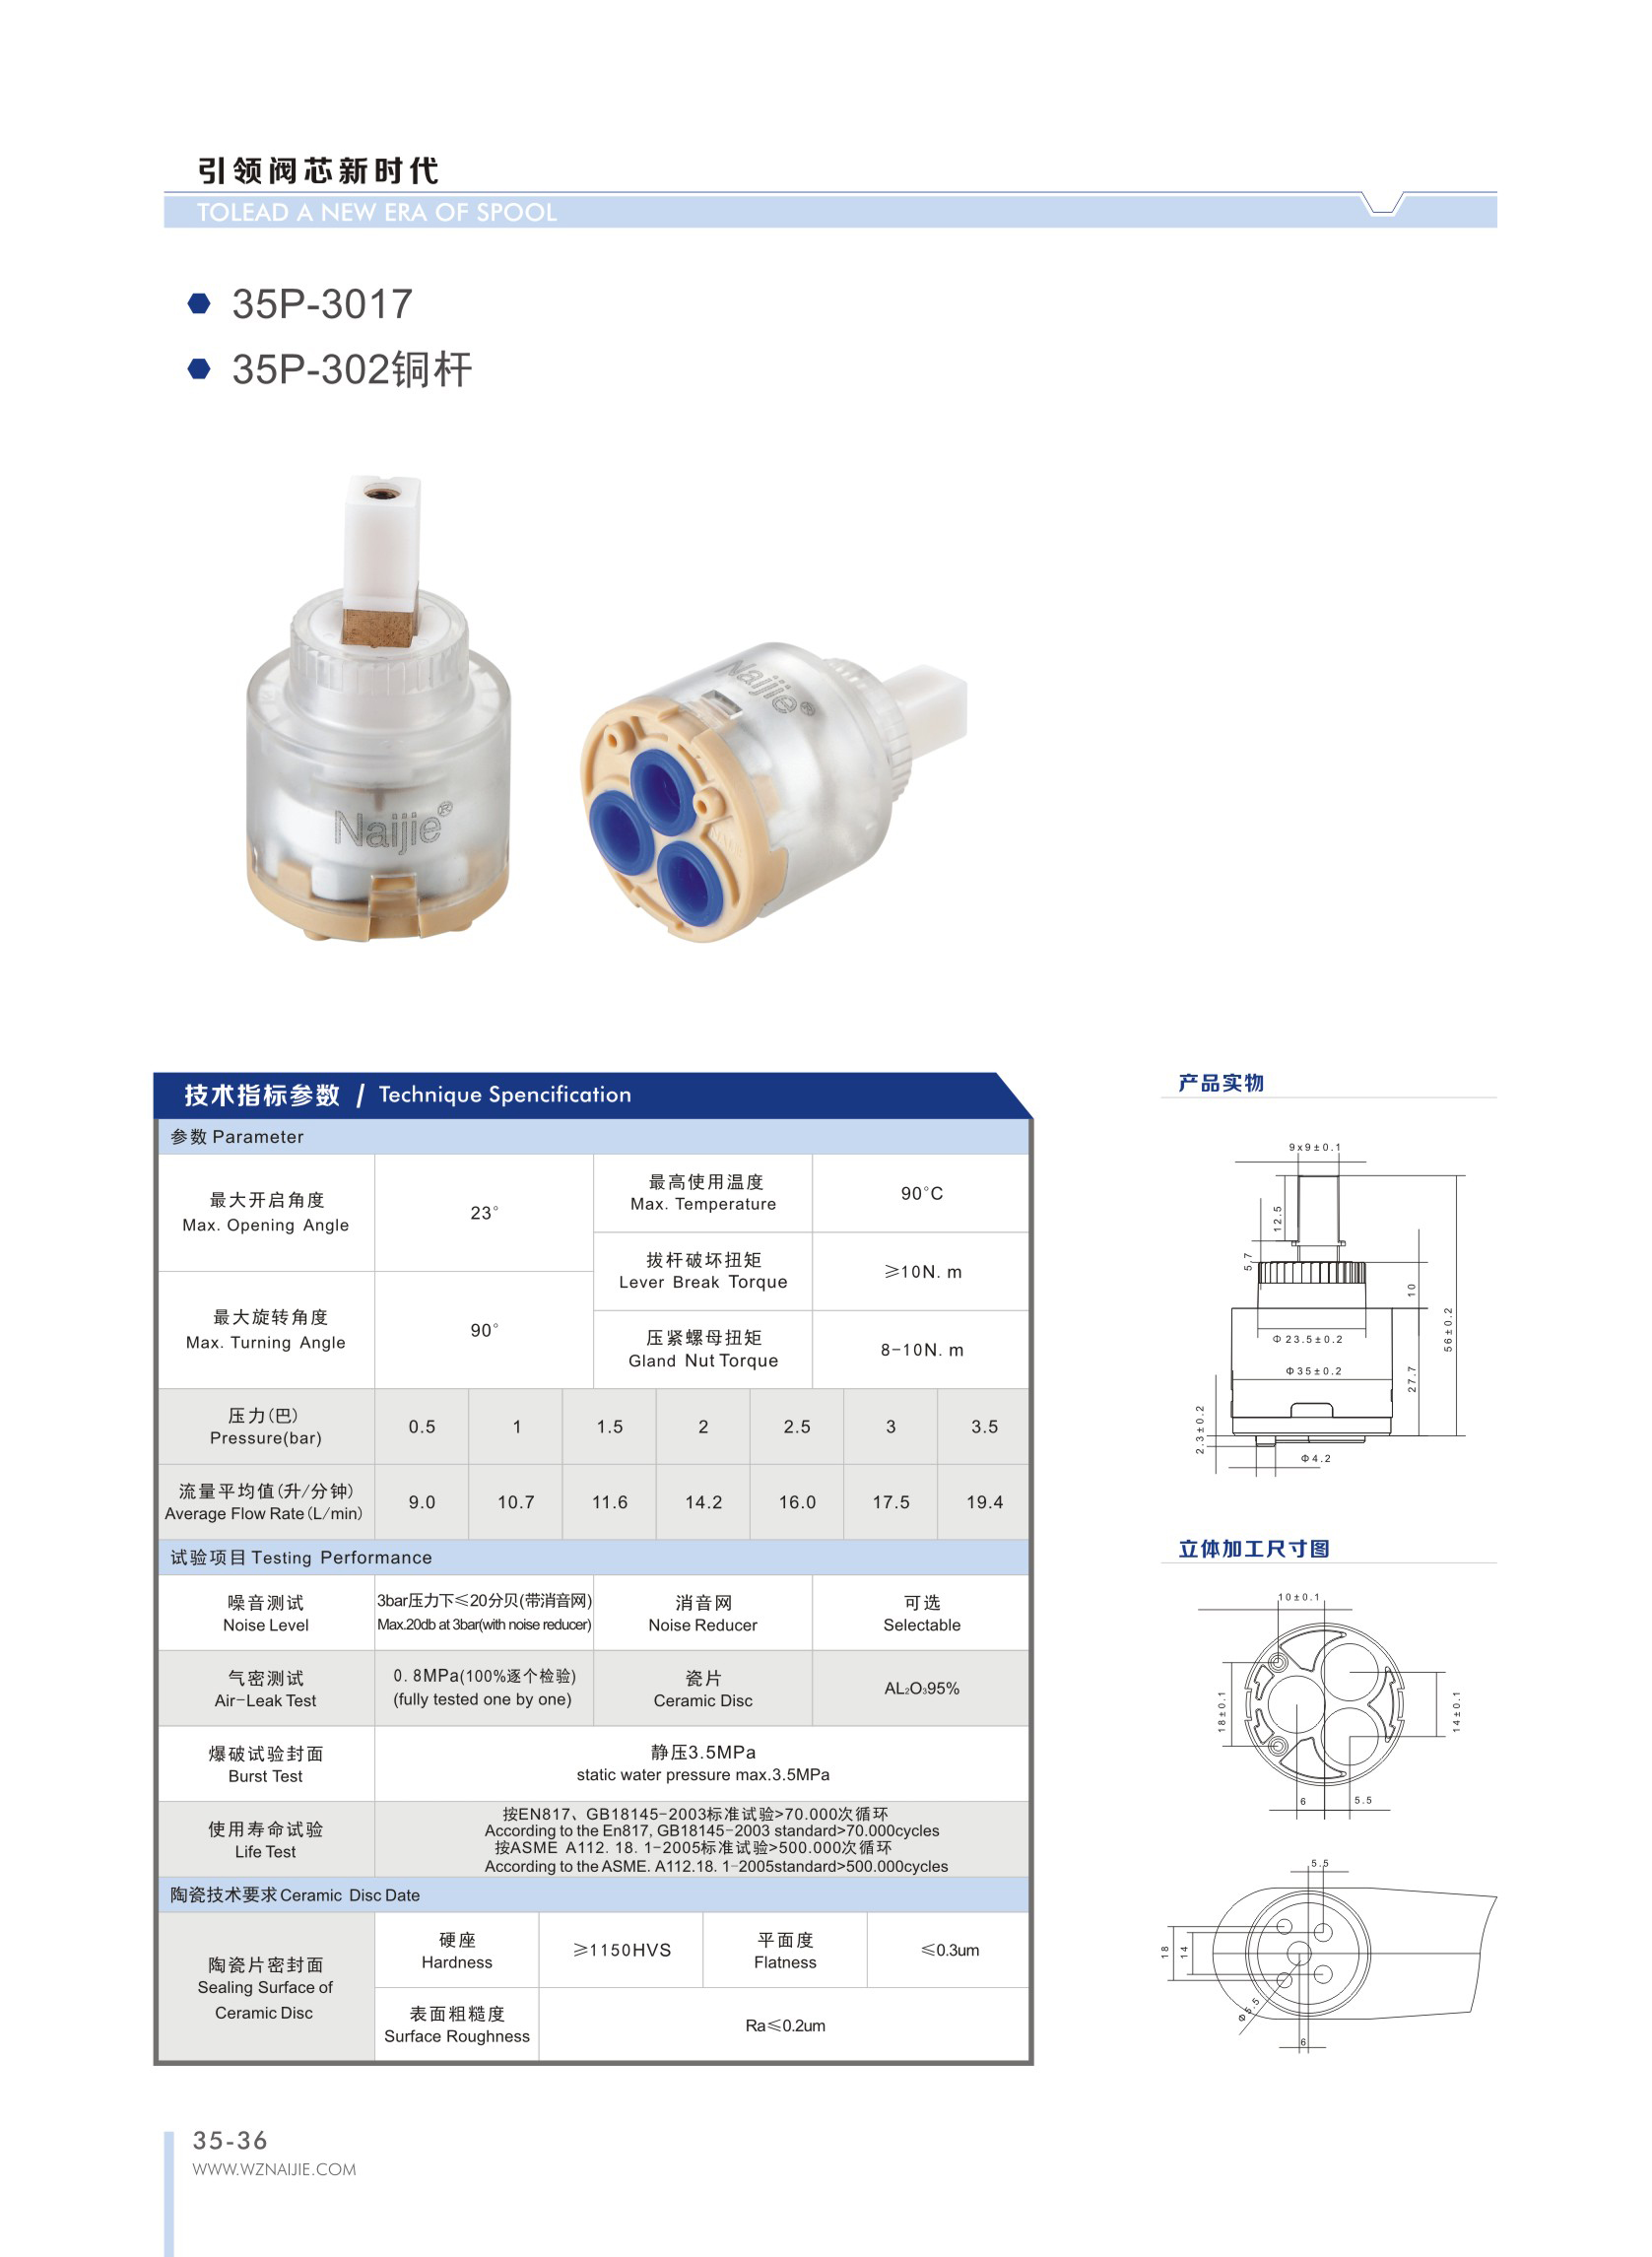 引领阀芯新时代
TOLEAD A NEW ERA OF SPOOL
35P-3017
35P-302铜杆
Naijie®
Naijie®
技术指标参数 / Technique Spencification
参数 Parameter
最大开启角度
Max. Opening Angle
23°
最高使用温度
Max. Temperature
90°C
拔杆破坏扭矩
Lever Break Torque
≥10N. m
最大旋转角度
Max. Turning Angle
90°
压紧螺母扭矩
Gland Nut Torque
8-10N. m
压力(巴)
Pressure(bar)
0.5 1 1.5 2 2.5 3 3.5
流量平均值(升/分钟)
Average Flow Rate(L/min)
9.0 10.7 11.6 14.2 16.0 17.5 19.4
试验项目 Testing Performance
噪音测试
Noise Level
3bar压力下≤20分贝(带消音网)
Max.20db at 3bar(with noise reducer)
消音网
Noise Reducer
可选
Selectable
气密测试
Air-Leak Test
0. 8MPa(100%逐个检验)
(fully tested one by one)
瓷片
Ceramic Disc
AL₂O₃95%
爆破试验封面
Burst Test
静压3.5MPa
static water pressure max.3.5MPa
使用寿命试验
Life Test
按EN817、GB18145-2003标准试验>70.000次循环
According to the En817, GB18145-2003 standard>70.000cycles
按ASME A112. 18. 1-2005标准试验>500.000次循环
According to the ASME. A112.18. 1-2005standard>500.000cycles
陶瓷技术要求 Ceramic Disc Date
陶瓷片密封面
Sealing Surface of
Ceramic Disc
硬座
Hardness
≥1150HVS
平面度
Flatness
≤0.3um
表面粗糙度
Surface Roughness
Ra≤0.2um
产品实物
9x9±0.1
12.5
5.7
10
56±0.2
Φ23.5±0.2
Φ35±0.2
27.7
2.3±0.2
Φ4.2
立体加工尺寸图
10±0.1
18±0.1
14±0.1
6
5.5
5.5
18
14
Φ5.5
6
35-36
WWW.WZNAIJIE.COM